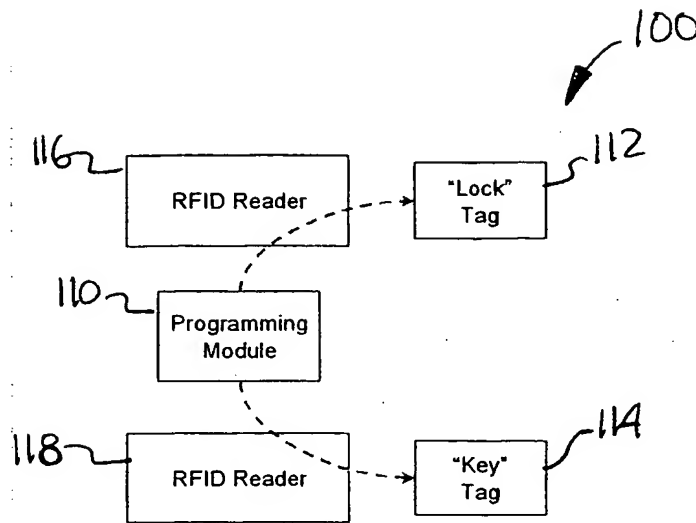 100
116
RFID Reader
112
"Lock"
Tag
110
Programming
Module
118
RFID Reader
114
"Key"
Tag